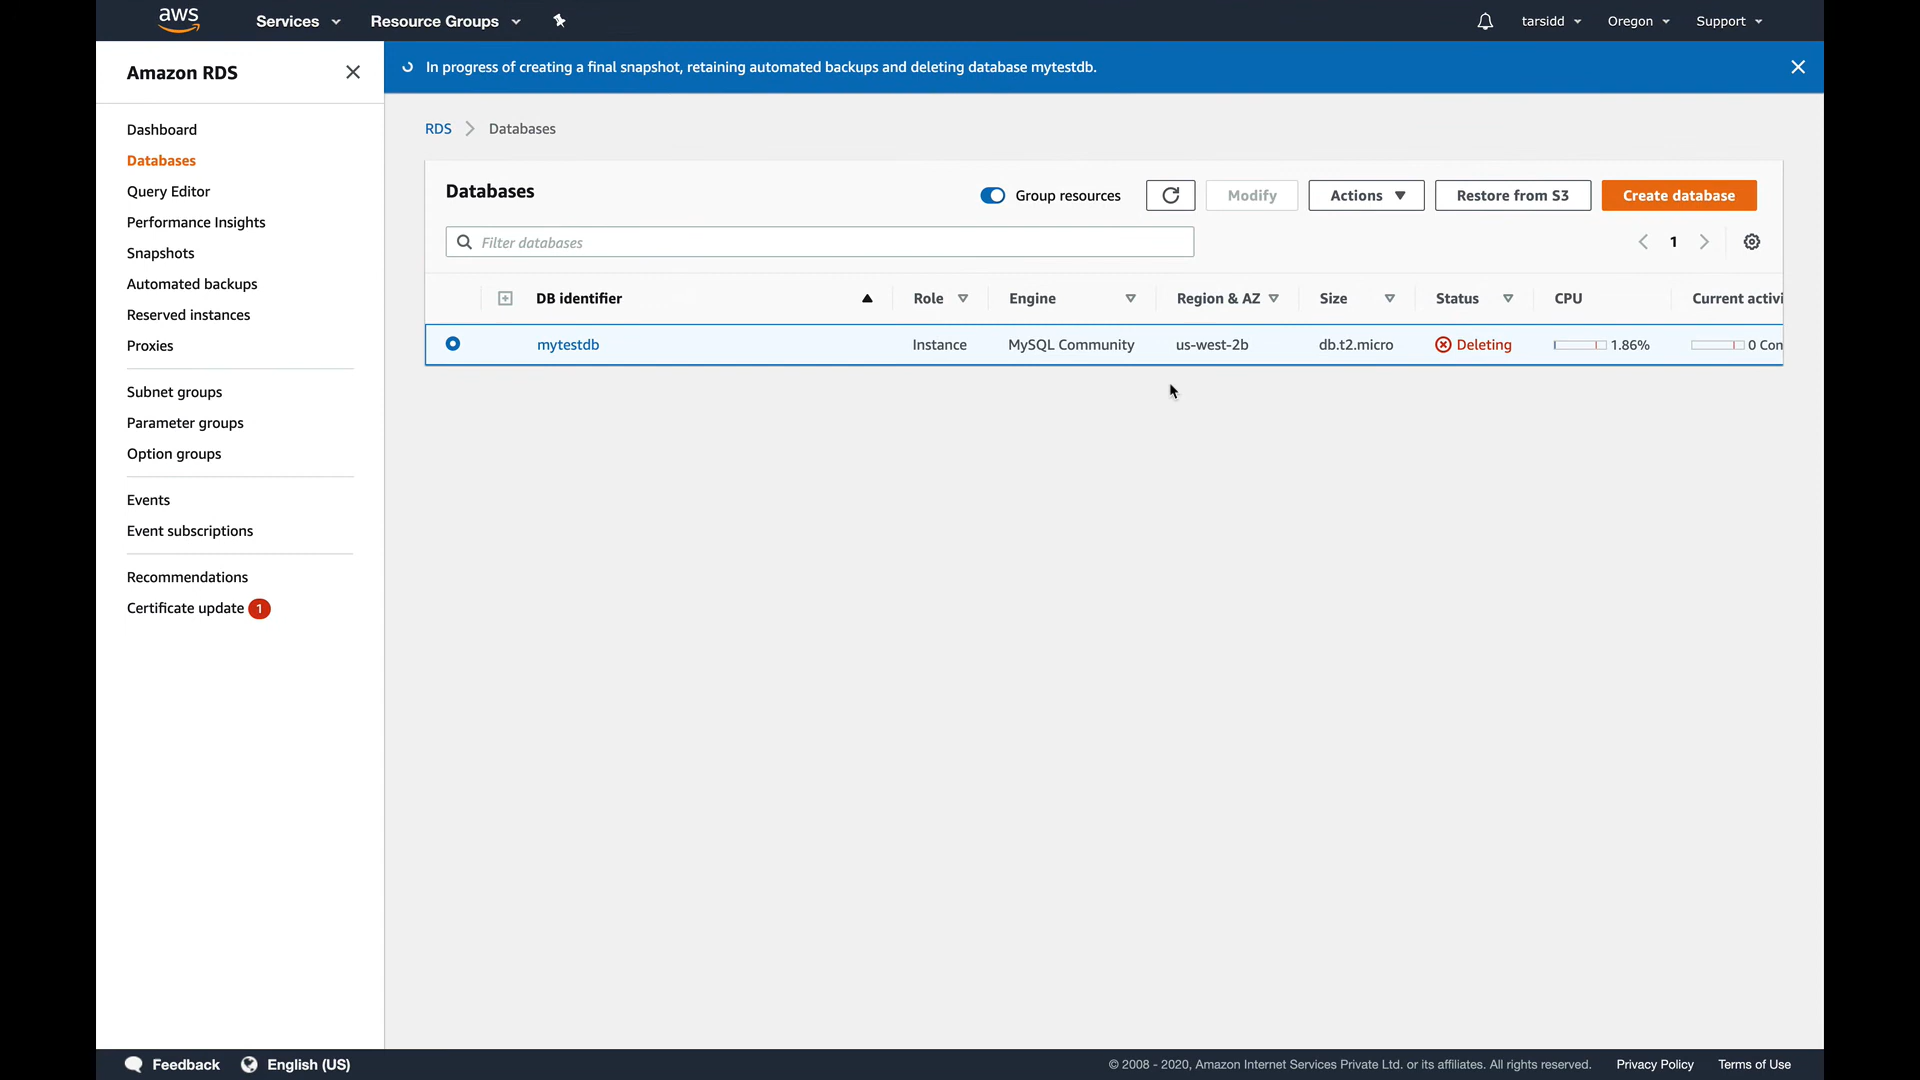 aws Services Resource Groups tarsidd Oregon Support
Amazon RDS
In progress of creating a final snapshot, retaining automated backups and deleting database mytestdb.
Dashboard
Databases
Query Editor
Performance Insights
Snapshots
Automated backups
Reserved instances
Proxies
Subnet groups
Parameter groups
Option groups
Events
Event subscriptions
Recommendations
Certificate update 1
RDS Databases
Databases
Group resources Modify Actions Restore from S3 Create database
Filter databases
1
DB identifier Role Engine Region & AZ Size Status CPU Current activi
mytestdb Instance MySQL Community us-west-2b db.t2.micro Deleting 1.86% 0 Con
Feedback English (US) © 2008 - 2020, Amazon Internet Services Private Ltd. or its affiliates. All rights reserved. Privacy Policy Terms of Use